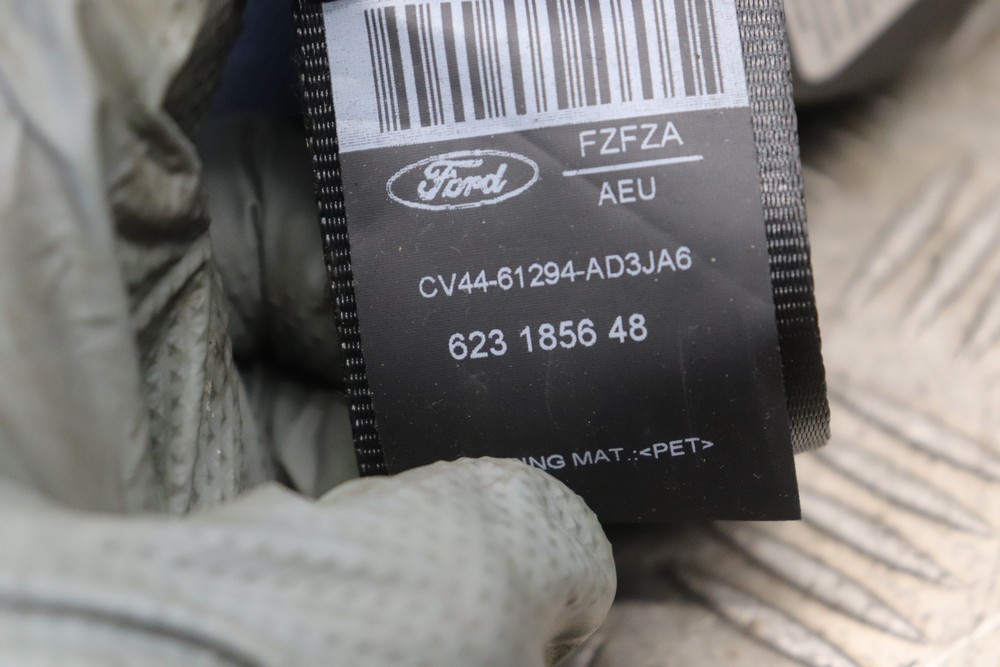 Ford
FZFZA
AEU
CV44-61294-AD3JA6
623 1856 48
MAT.:<PET>